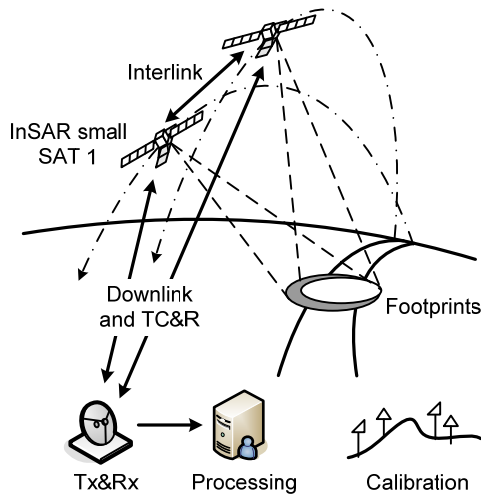 Interlink
InSAR small
SAT 1
Downlink
and TC&R
Footprints
Tx&Rx
Processing
Calibration